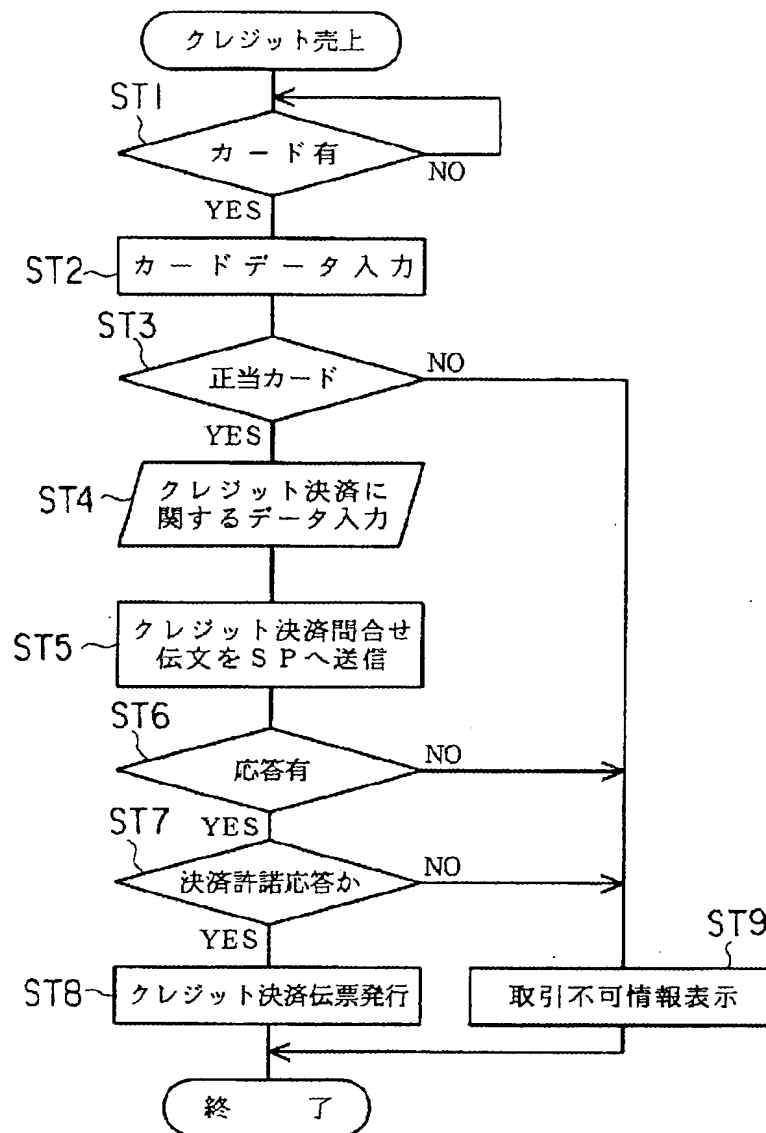 クレジット売上
ST1
カード有
NO
YES
ST2
カードデータ入力
ST3
正当カード
NO
YES
ST4
クレジット決済に
関するデータ入力
ST5
クレジット決済問合せ
伝文をSPへ送信
ST6
応答有
NO
YES
ST7
決済許諾応答か
NO
YES
ST8
クレジット決済伝票発行
ST9
取引不可情報表示
終了